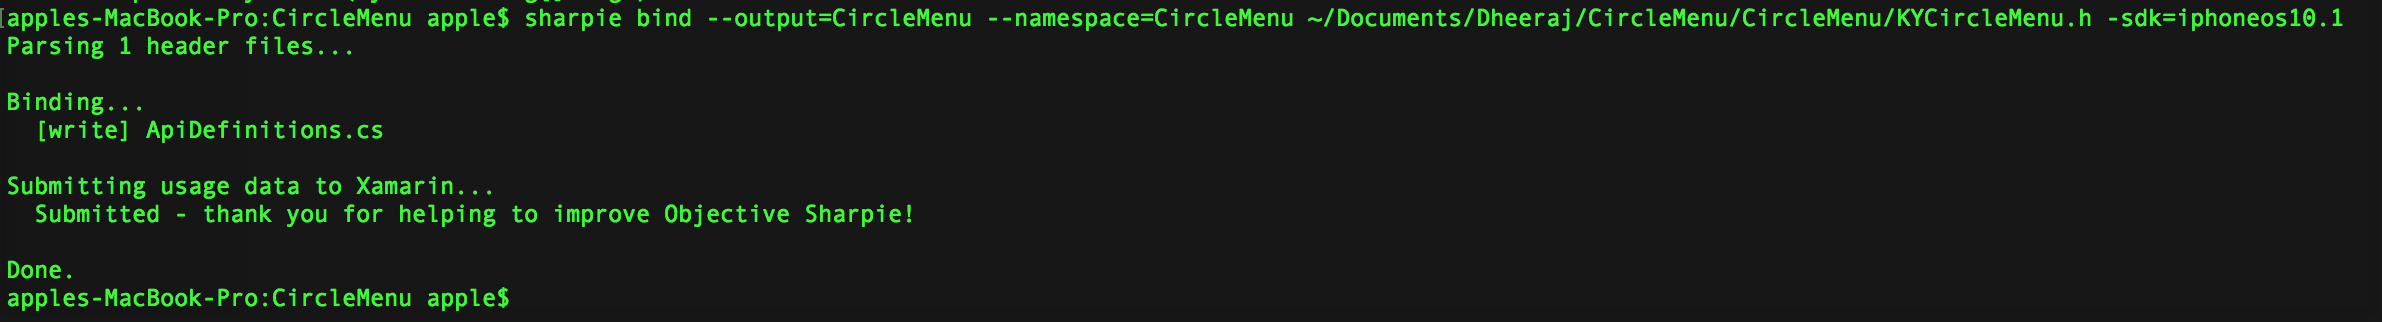 [apples-MacBook-Pro:CircleMenu apple$ sharpie bind --output=CircleMenu --namespace=CircleMenu ~/Documents/Dheeraj/CircleMenu/CircleMenu/KYCircleMenu.h -sdk=iphoneos10.1
Parsing 1 header files...
Binding...
[write] ApiDefinitions.cs
Submitting usage data to Xamarin...
Submitted - thank you for helping to improve Objective Sharpie!
Done.
apples-MacBook-Pro:CircleMenu apple$